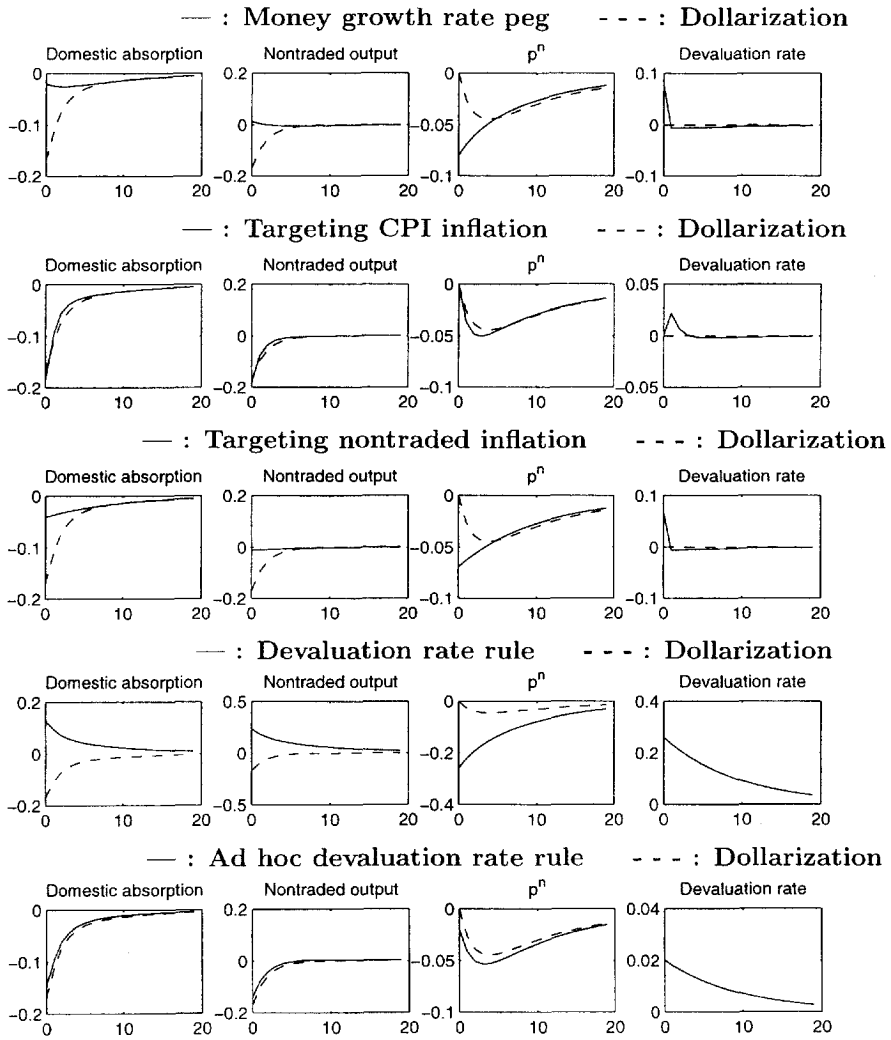 — : Money growth rate peg - - - : Dollarization
Domestic absorption Nontraded output pⁿ Devaluation rate
0 0.2 0 0.1
-0.1 0 -0.05 0
-0.2 -0.2 -0.1 -0.1
0 10 20 0 10 20 0 10 20 0 10 20
— : Targeting CPI inflation - - - : Dollarization
Domestic absorption Nontraded output pⁿ Devaluation rate
0 0.2 0 0.05
-0.1 0 -0.05 0
-0.2 -0.2 -0.1 0.05
0 10 20 0 10 20 0 10 20 0 10 20
— : Targeting nontraded inflation - - - : Dollarization
Domestic absorption Nontraded output pⁿ Devaluation rate
0 0.2 0 0.1
-0.1 0 -0.05 0
-0.2 -0.2 -0.1 -0.1
0 10 20 0 10 20 0 10 20 0 10 20
— : Devaluation rate rule - - - : Dollarization
Domestic absorption Nontraded output pⁿ Devaluation rate
0.2 0.5 0 0.4
0 0 -0.2 0.2
-0.2 -0.5 -0.4 0
0 10 20 0 10 20 0 10 20 0 10 20
— : Ad hoc devaluation rate rule - - - : Dollarization
Domestic absorption Nontraded output pⁿ Devaluation rate
0 0.2 0 0.04
-0.1 0 -0.05 0.02
-0.2 -0.2 -0.1 0
0 10 20 0 10 20 0 10 20 0 10 20